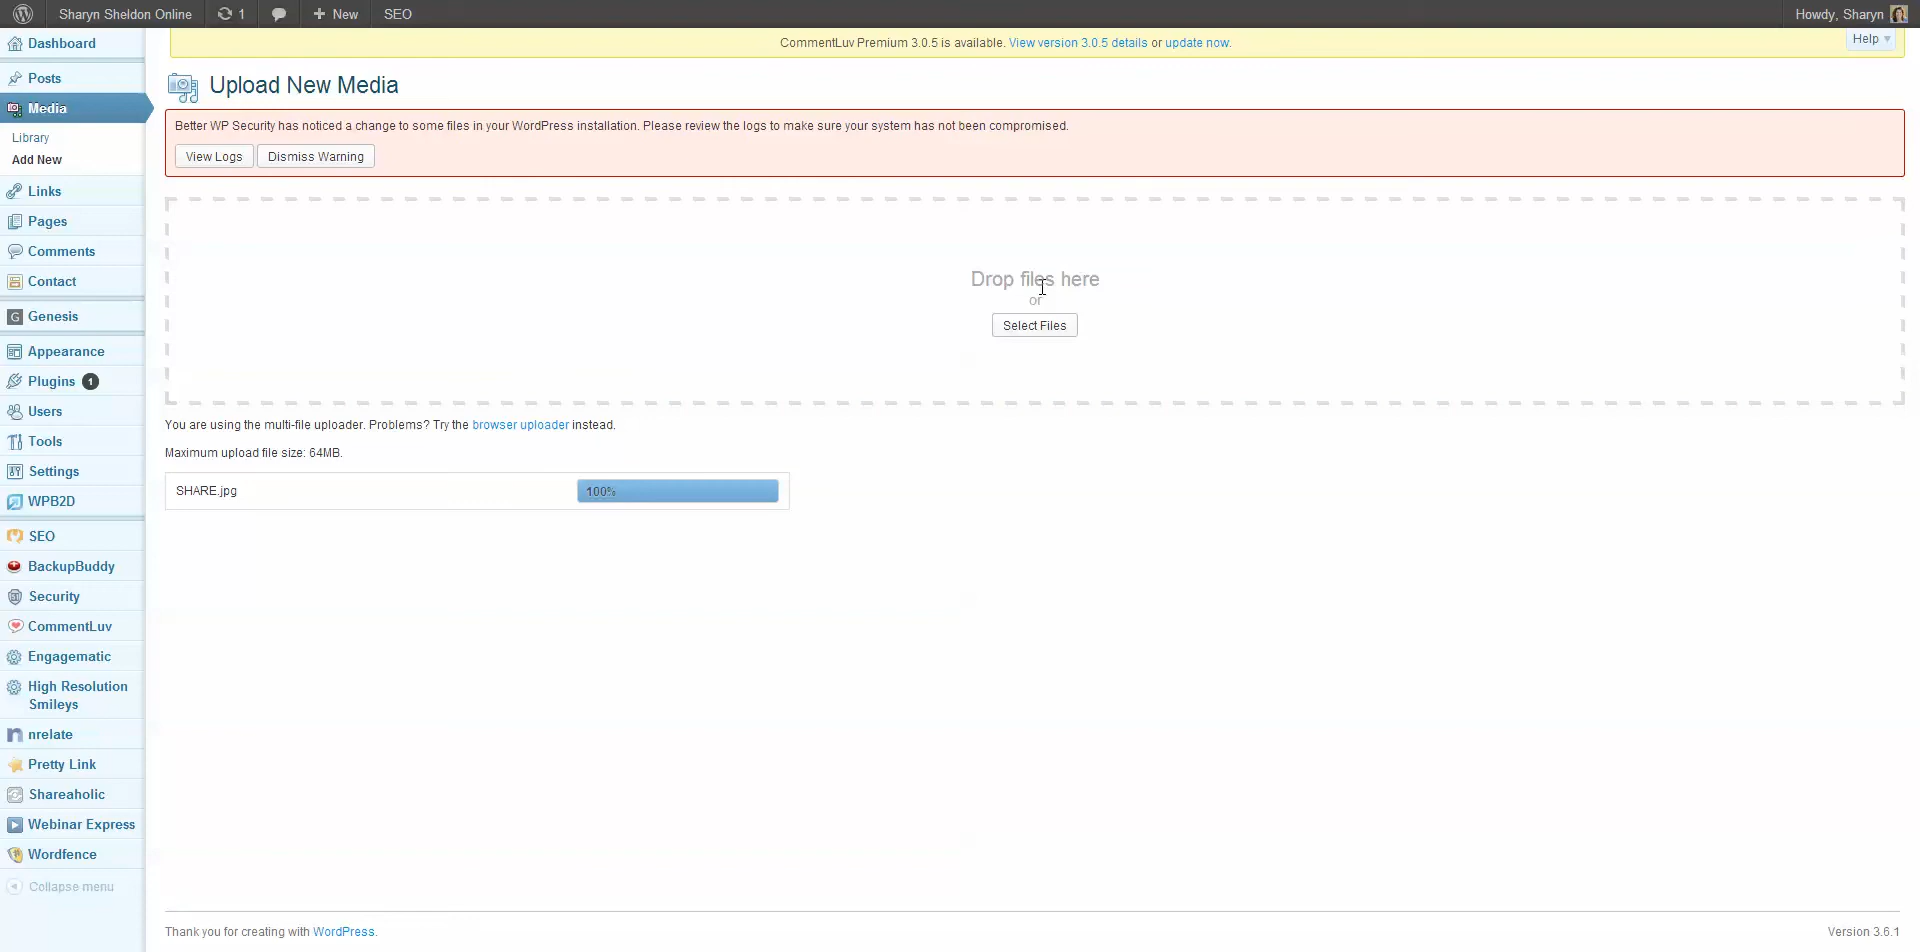 Sharyn Sheldon Online
1
New
SEO
Howdy, Sharyn
CommentLuv Premium 3.0.5 is available. View version 3.0.5 details or update now.
Help
Dashboard
Posts
Media
Library
Add New
Links
Pages
Comments
Contact
Genesis
Appearance
Plugins 1
Users
Tools
Settings
WPB2D
SEO
BackupBuddy
Security
CommentLuv
Engagematic
High Resolution
Smileys
nrelate
Pretty Link
Shareaholic
Webinar Express
Wordfence
Collapse menu
Upload New Media
Better WP Security has noticed a change to some files in your WordPress installation. Please review the logs to make sure your system has not been compromised.
View Logs
Dismiss Warning
Drop files here
or
Select Files
You are using the multi-file uploader. Problems? Try the browser uploader instead.
Maximum upload file size: 64MB.
SHARE.jpg
100%
Thank you for creating with WordPress.
Version 3.6.1